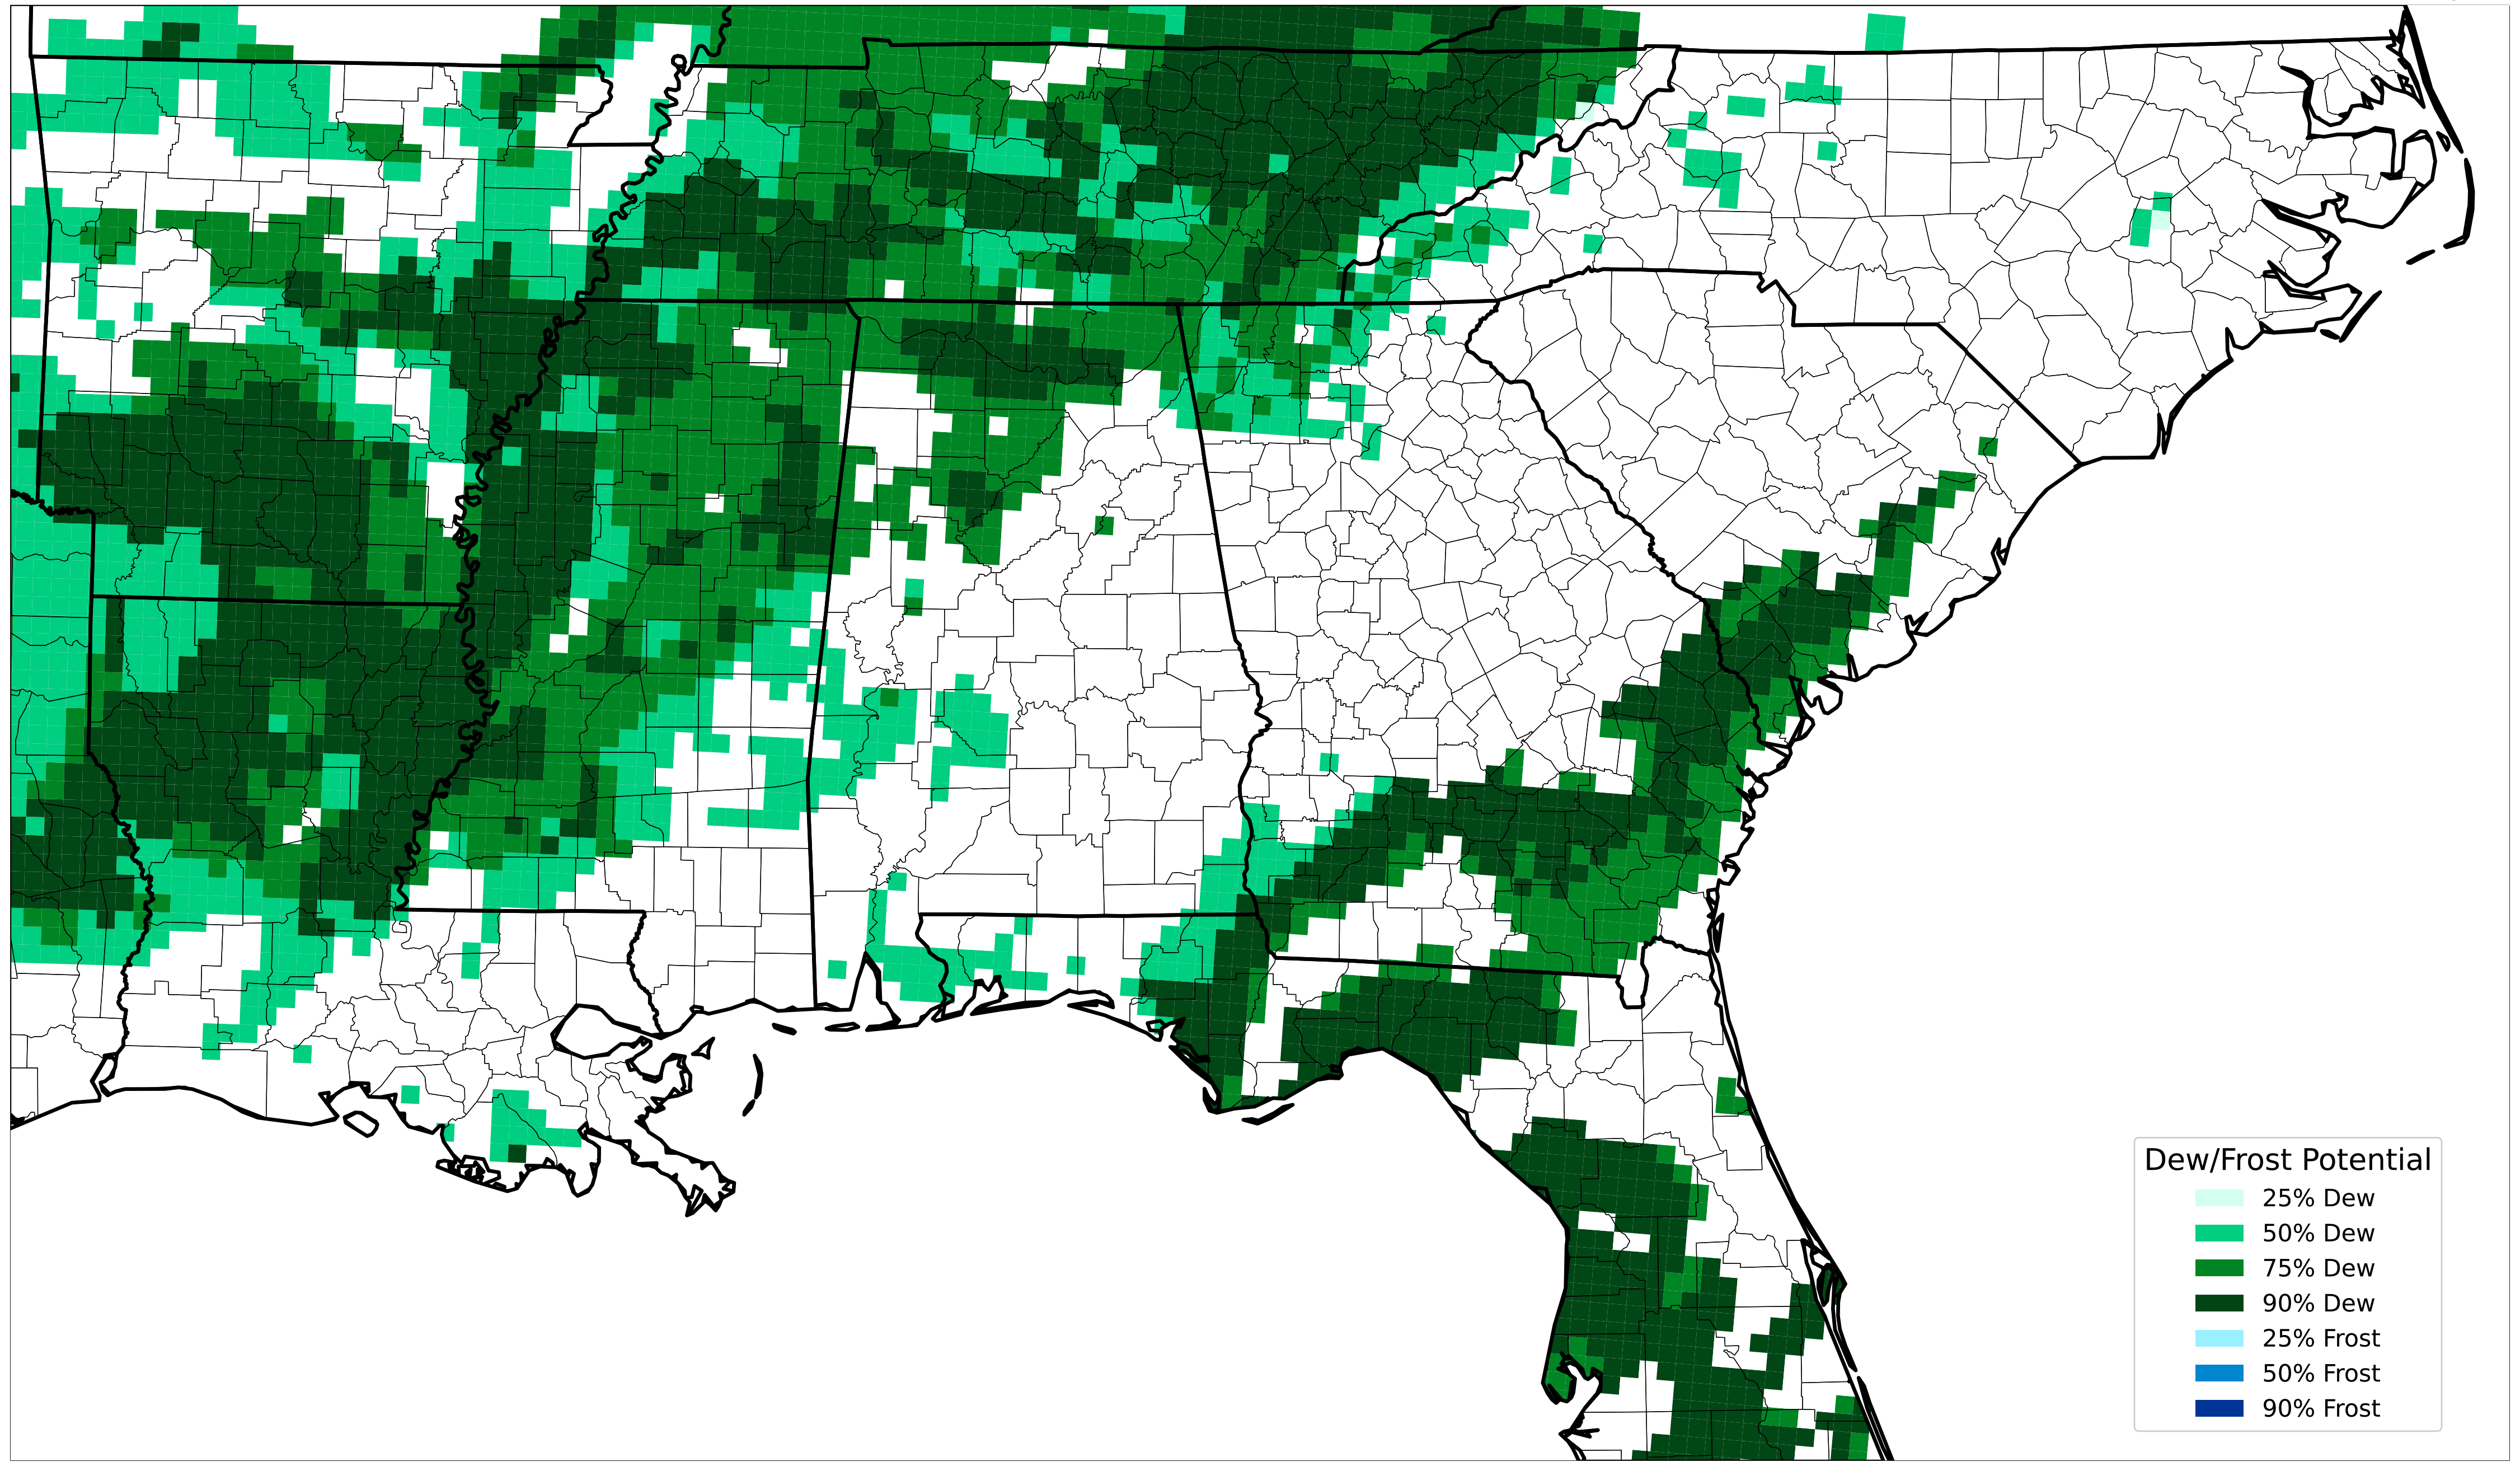 Dew/Frost Potential
25% Dew
50% Dew
75% Dew
90% Dew
25% Frost
50% Frost
90% Frost